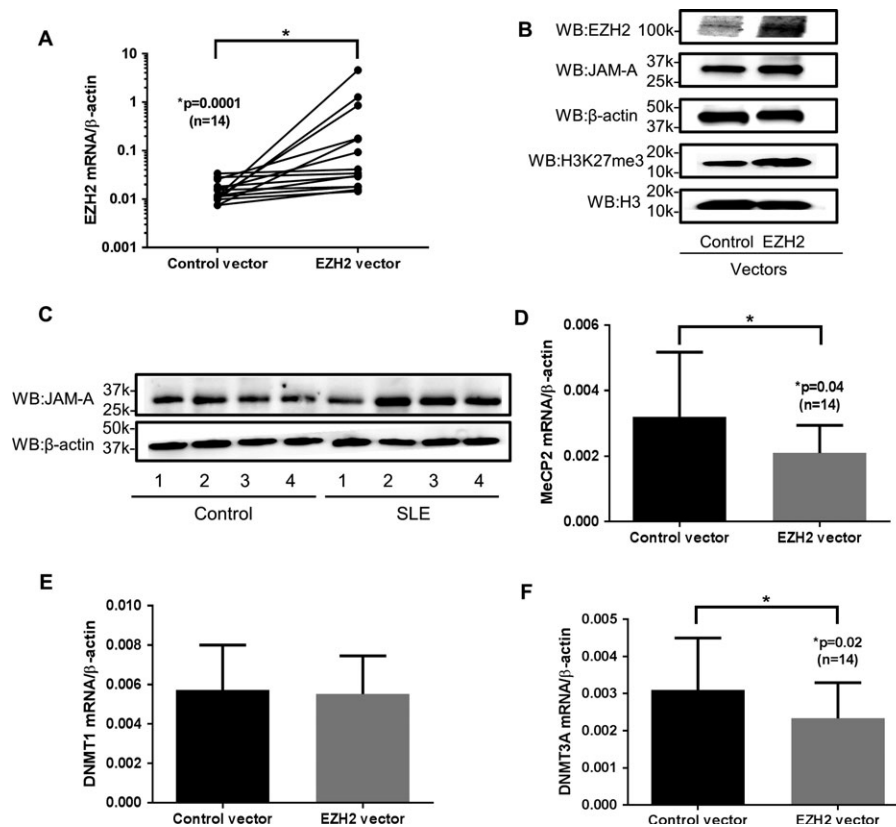 A
*
10
1
0.1
0.01
0.001
EZH2 mRNA/β-actin
*p=0.0001
(n=14)
Control vector EZH2 vector
B
WB:EZH2 100k-
WB:JAM-A 37k- 25k-
WB:β-actin 50k- 37k-
WB:H3K27me3 20k- 10k-
WB:H3 20k- 10k-
Control EZH2
Vectors
C
WB:JAM-A 37k- 25k-
WB:β-actin 50k- 37k-
1 2 3 4 1 2 3 4
Control SLE
D
*
0.006
0.004
0.002
0.000
MeCP2 mRNA/β-actin
*p=0.04
(n=14)
Control vector EZH2 vector
E
0.010
0.008
0.006
0.004
0.002
0.000
DNMT1 mRNA/β-actin
Control vector EZH2 vector
F
*
0.005
0.004
0.003
0.002
0.001
0.000
DNMT3A mRNA/β-actin
*p=0.02
(n=14)
Control vector EZH2 vector